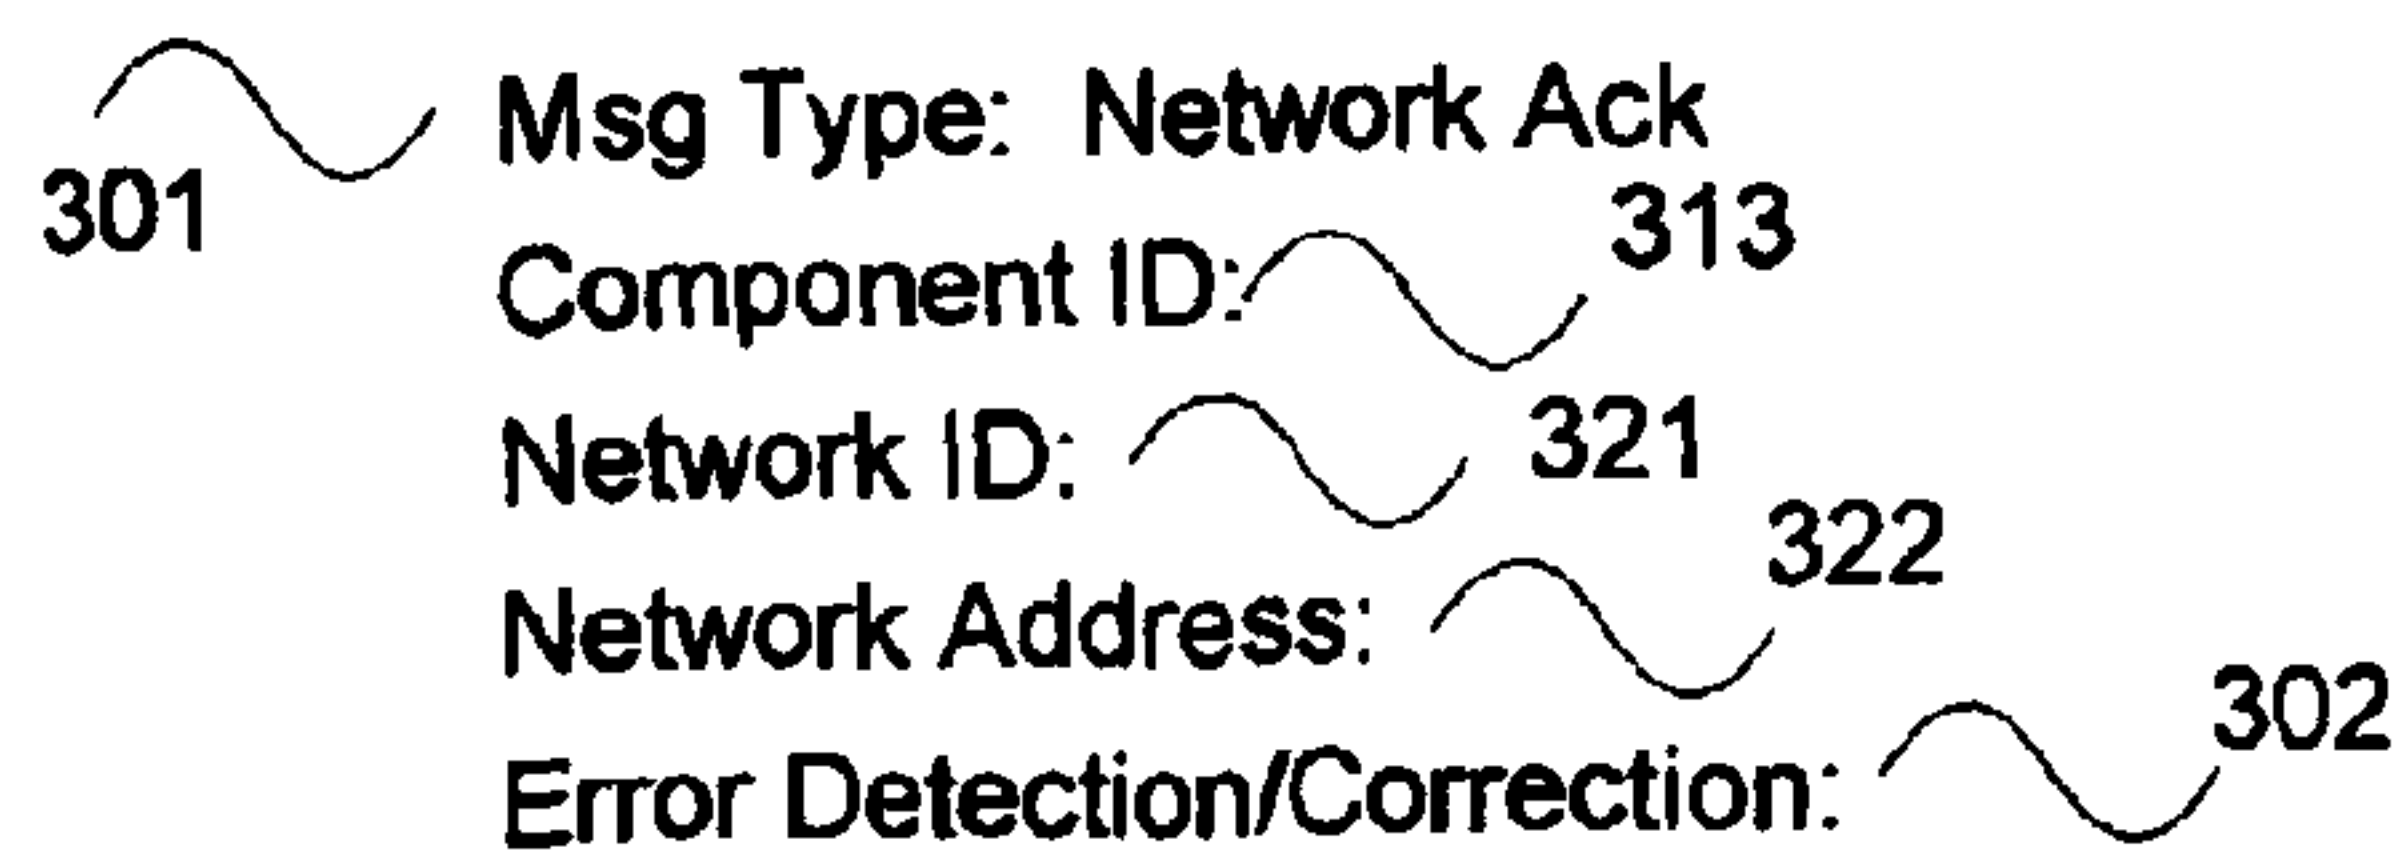 Msg Type: Network Ack
301
313
Component ID:
Network ID:
321
322
Network Address:
302
Error Detection/Correction: